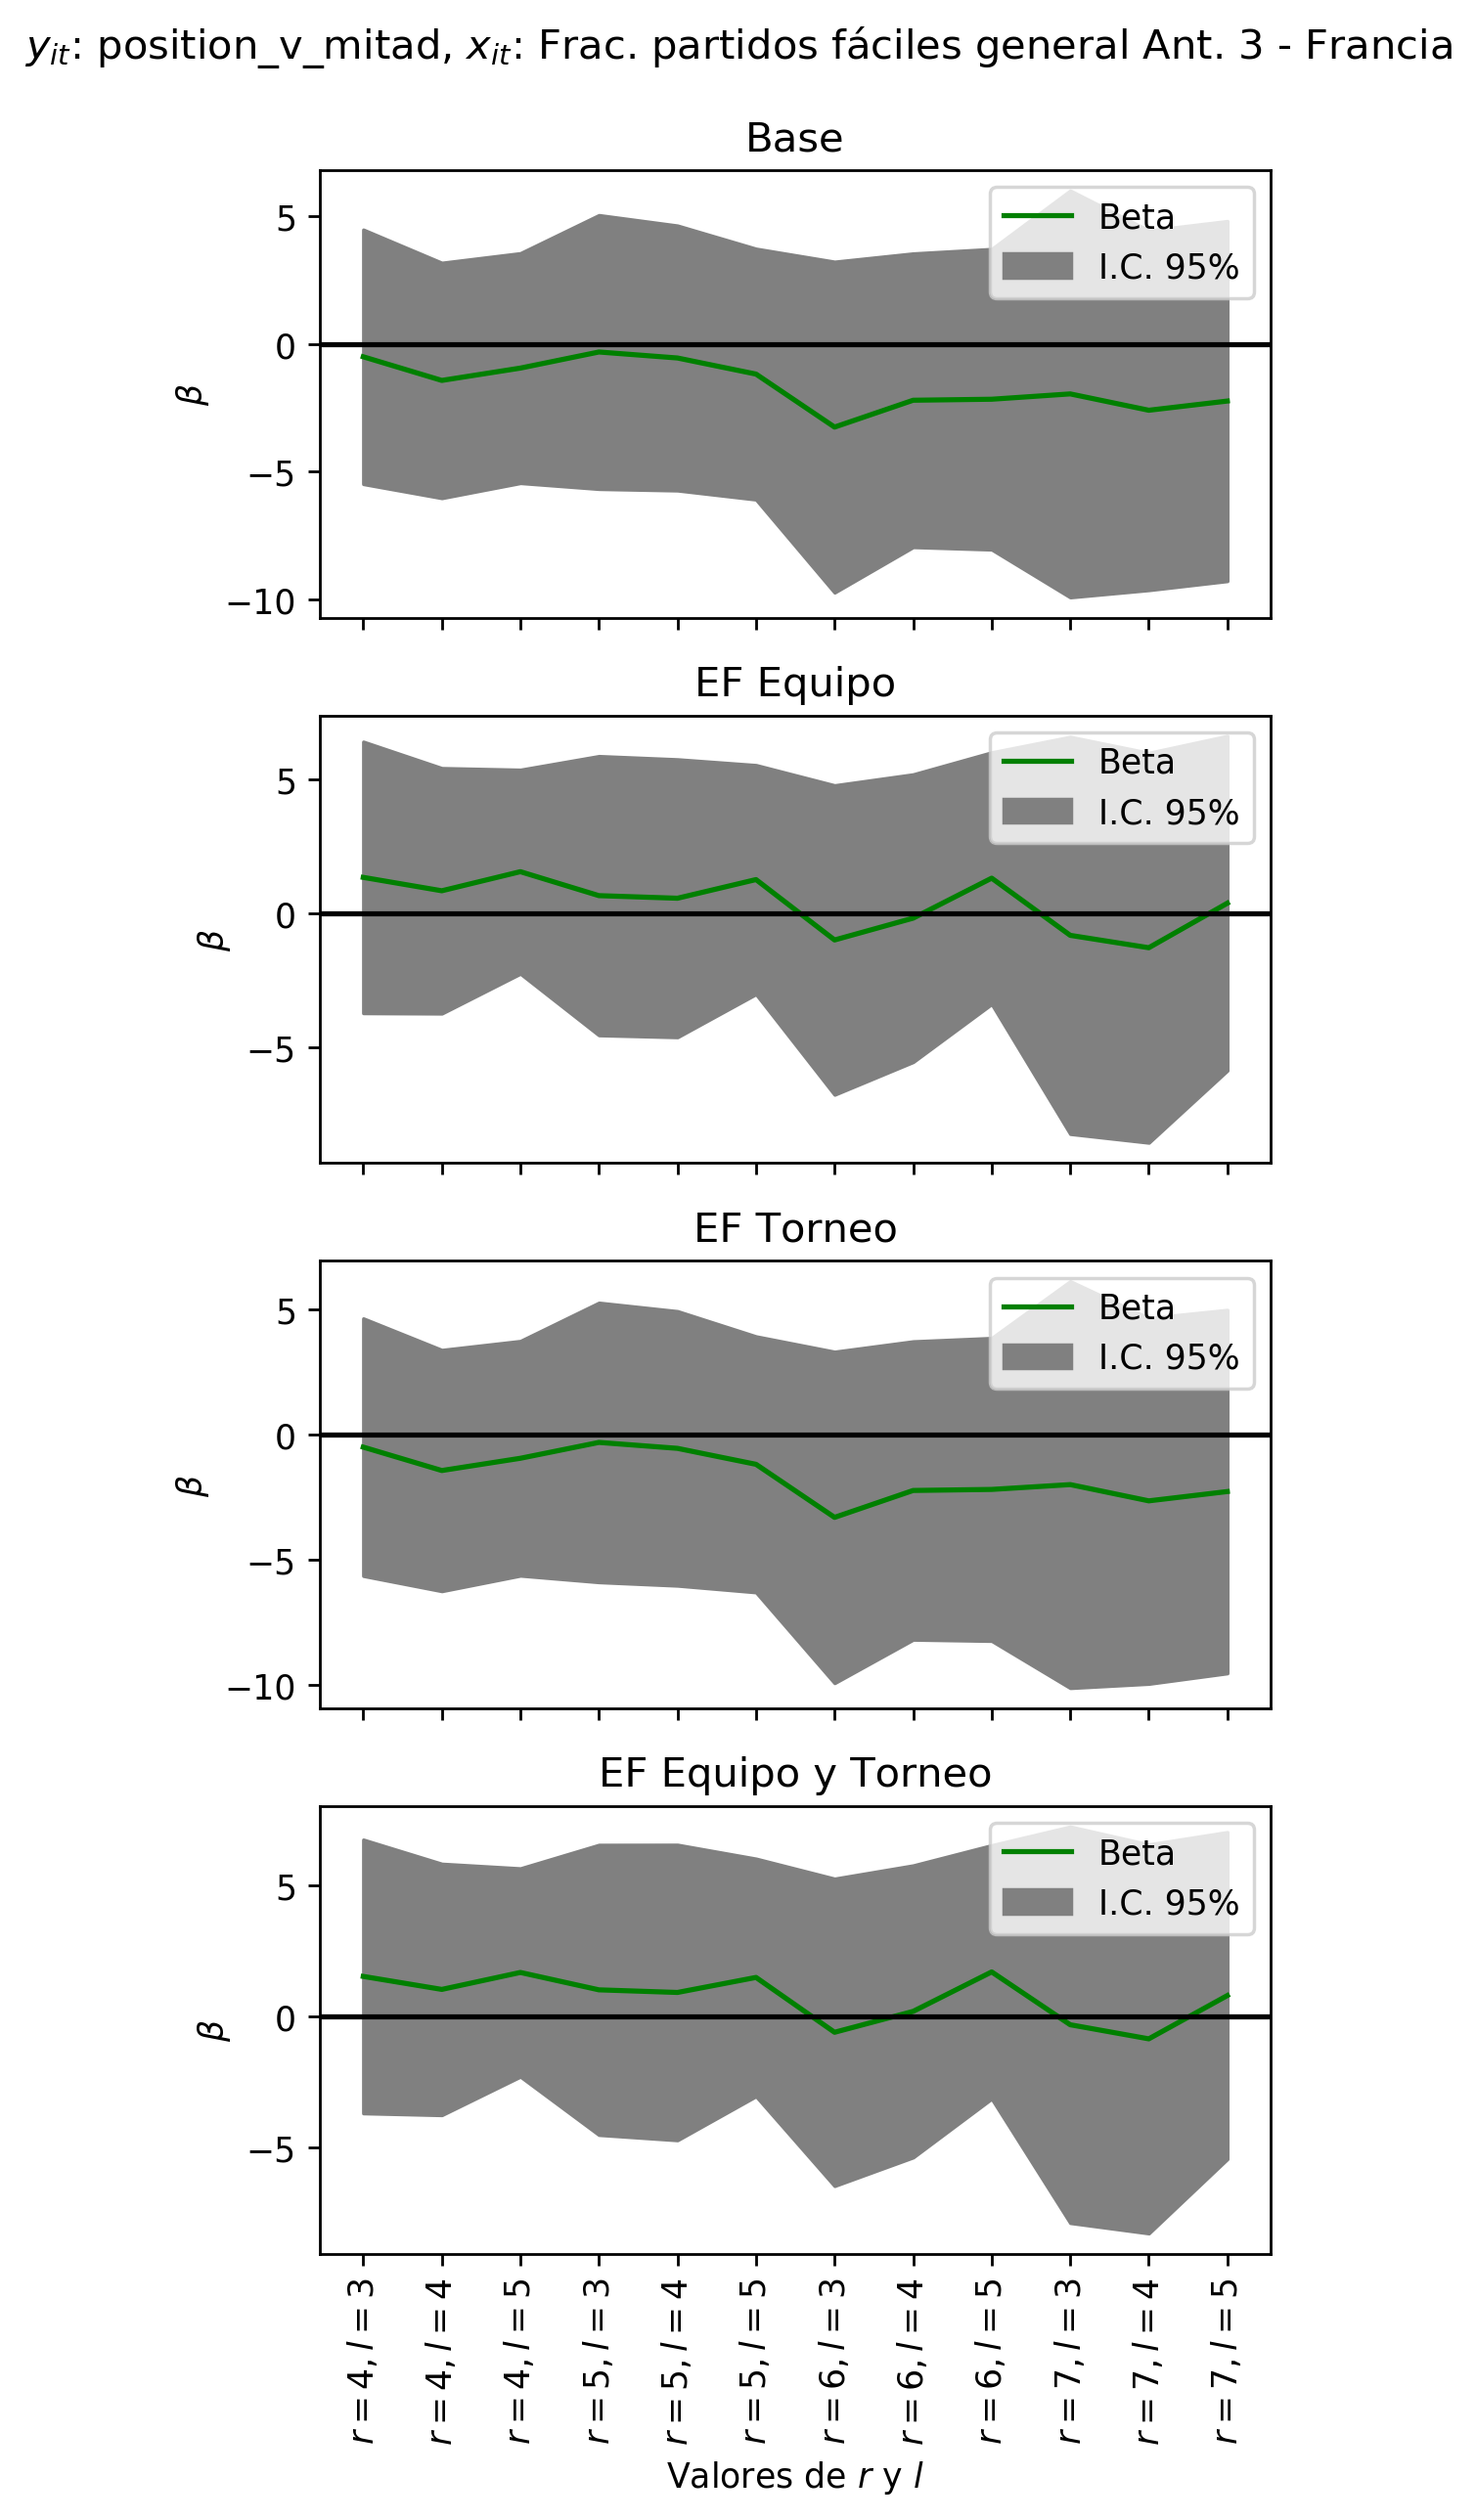 y_it: position_v_mitad, x_it: Frac. partidos fáciles general Ant. 3 - Francia
Base
5
0
−5
−10
β
Beta
I.C. 95%
EF Equipo
5
0
−5
β
Beta
I.C. 95%
EF Torneo
5
0
−5
−10
β
Beta
I.C. 95%
EF Equipo y Torneo
5
0
−5
β
Beta
I.C. 95%
r = 4, l = 3
r = 4, l = 4
r = 4, l = 5
r = 5, l = 3
r = 5, l = 4
r = 5, l = 5
r = 6, l = 3
r = 6, l = 4
r = 6, l = 5
r = 7, l = 3
r = 7, l = 4
r = 7, l = 5
Valores de r y l